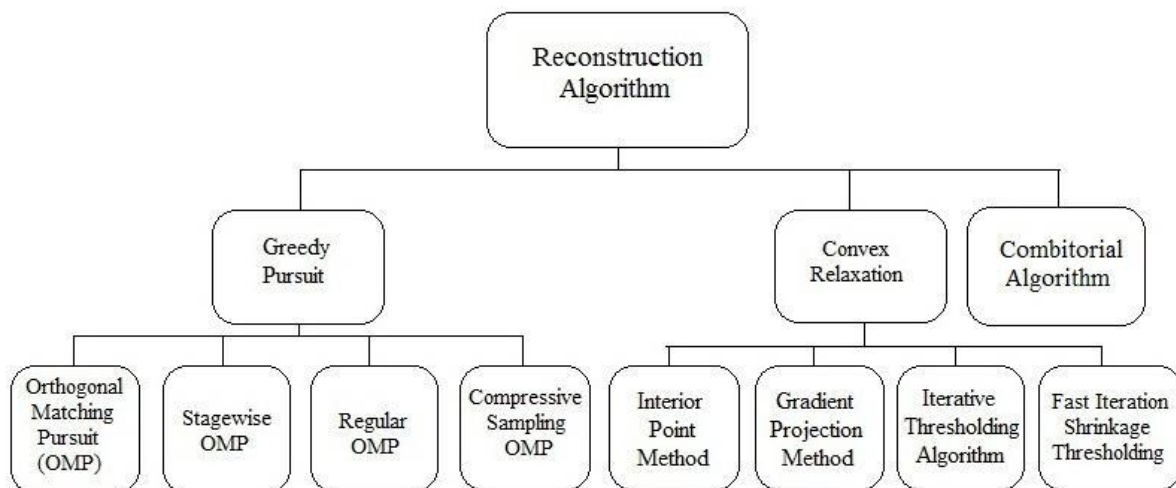 Reconstruction
Algorithm
Greedy
Pursuit
Convex
Relaxation
Combitorial
Algorithm
Orthogonal
Matching
Pursuit
(OMP)
Stagewise
OMP
Regular
OMP
Compressive
Sampling
OMP
Interior
Point
Method
Gradient
Projection
Method
Iterative
Thresholding
Algorithm
Fast Iteration
Shrinkage
Thresholding